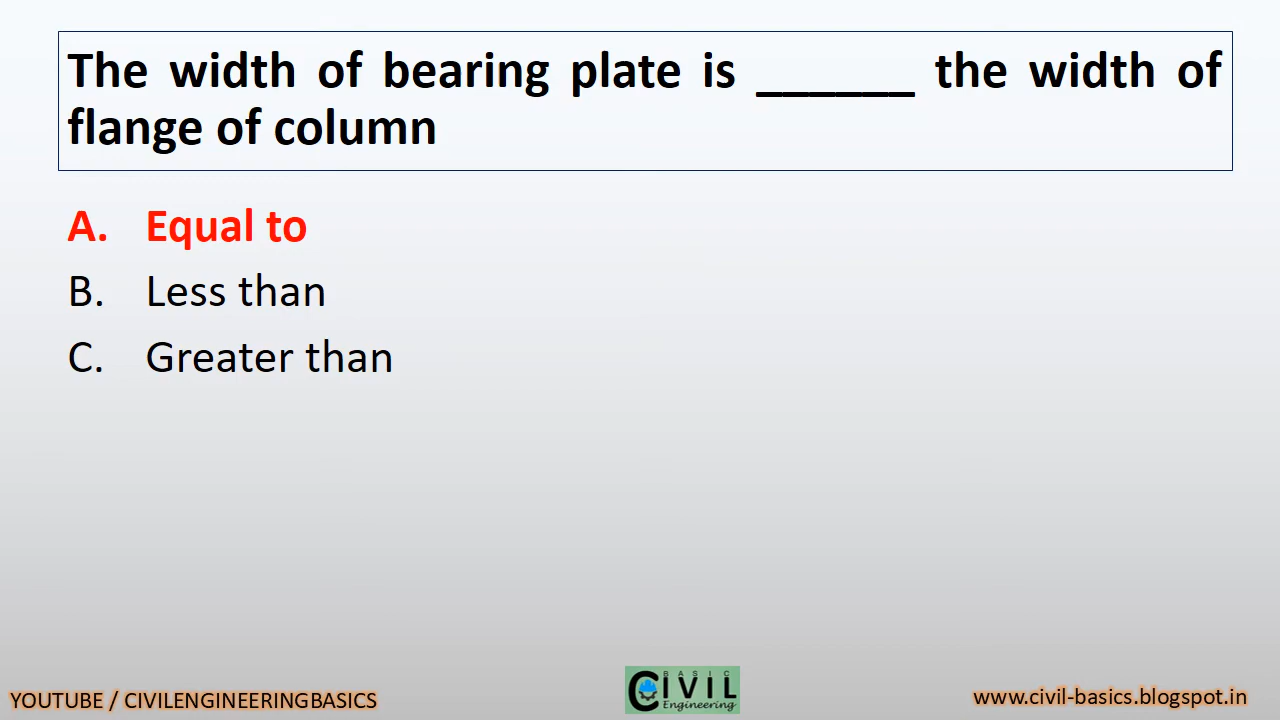 The width of bearing plate is ______ the width of
flange of column
A. Equal to
B. Less than
C. Greater than
YOUTUBE / CIVILENGINEERINGBASICS
BASIC
CIVIL
Engineering
www.civil-basics.blogspot.in